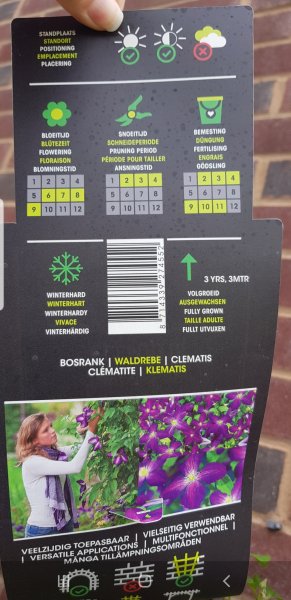 STANDPLAATS
STANDORT
POSITIONING
EMPLACEMENT
PLACERING
BLOEITIJD
BLÜTEZEIT
FLOWERING
FLORAISON
BLOMNINGSTID
1 2 3 4
5 6 7 8
9 10 11 12
SNOEITIJD
SCHNEIDEPERIODE
PRUNING PERIOD
PÉRIODE POUR TAILLER
ANSNINGSTID
1 2 3 4
5 6 7 8
9 10 11 12
BEMESTING
DÜNGUNG
FERTILISING
ENGRAIS
GÖDSLING
1 2 3 4
5 6 7 8
9 10 11 12
WINTERHARD
WINTERHART
WINTERHARDY
VIVACE
VINTERHÄRDIG
8 714339 274552
3 YRS, 3MTR
VOLGROEID
AUSGEWACHSEN
FULLY GROWN
TAILLE ADULTE
FULLT UTVUXEN
BOSRANK | WALDREBE | CLEMATIS
CLÉMATITE | KLEMATIS
VEELZIJDIG TOEPASBAAR | VIELSEITIG VERWENDBAR
| VERSATILE APPLICATIONS | MULTIFONCTIONNEL |
MÅNGA TILLÄMPNINGSOMRÅDEN